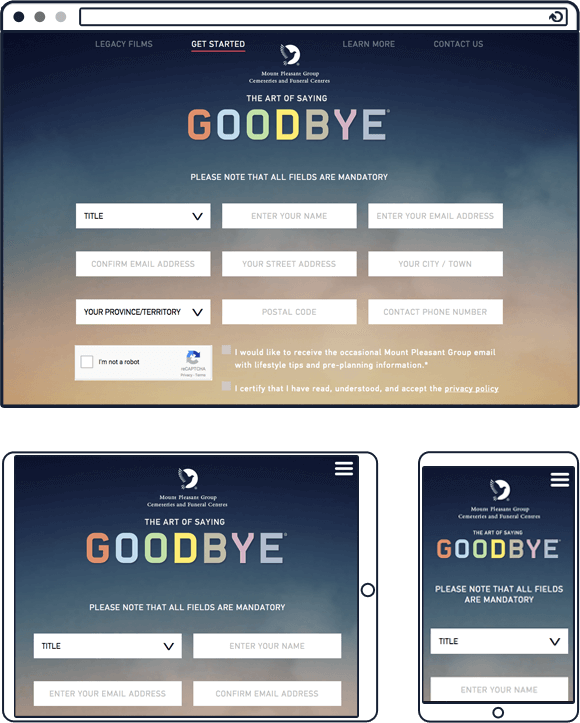 LEGACY FILMS GET STARTED LEARN MORE CONTACT US
Mount Pleasant Group
Cemeteries and Funeral Centres
THE ART OF SAYING
GOODBYE®
PLEASE NOTE THAT ALL FIELDS ARE MANDATORY
TITLE ENTER YOUR NAME ENTER YOUR EMAIL ADDRESS
CONFIRM EMAIL ADDRESS YOUR STREET ADDRESS YOUR CITY / TOWN
YOUR PROVINCE/TERRITORY POSTAL CODE CONTACT PHONE NUMBER
I'm not a robot
reCAPTCHA
Privacy - Terms
I would like to receive the occasional Mount Pleasant Group email
with lifestyle tips and pre-planning information.*
I certify that I have read, understood, and accept the privacy policy
Mount Pleasant Group
Cemeteries and Funeral Centres
THE ART OF SAYING
GOODBYE®
PLEASE NOTE THAT ALL FIELDS ARE MANDATORY
TITLE ENTER YOUR NAME
ENTER YOUR EMAIL ADDRESS CONFIRM EMAIL ADDRESS
Mount Pleasant Group
Cemeteries and Funeral Centres
THE ART OF SAYING
GOODBYE®
PLEASE NOTE THAT ALL FIELDS
ARE MANDATORY
TITLE
ENTER YOUR NAME